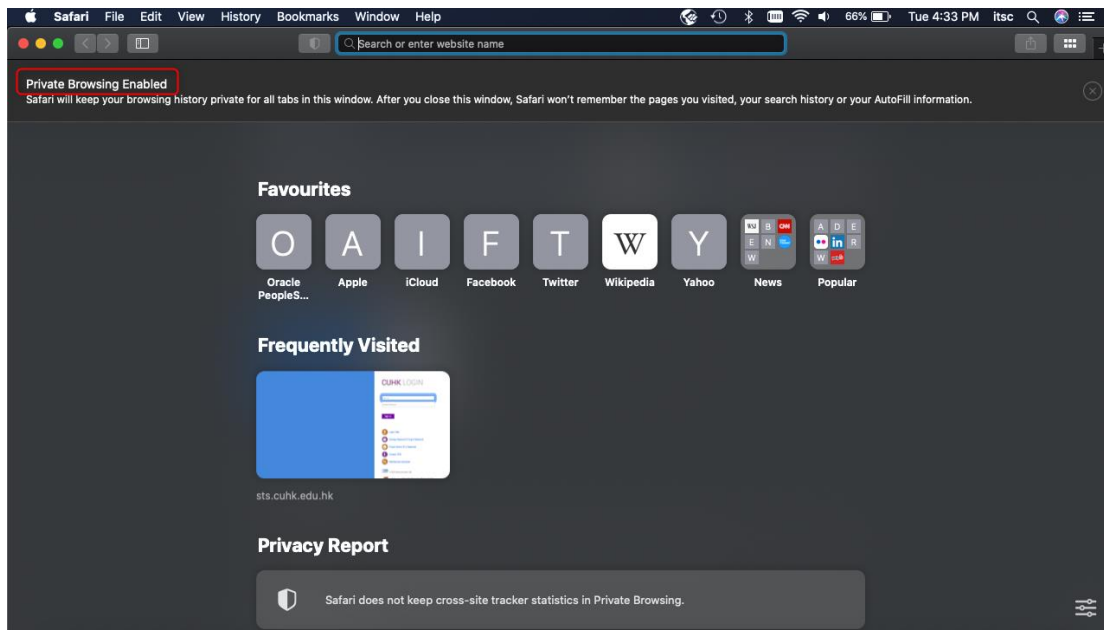 Safari File Edit View History Bookmarks Window Help 66% Tue 4:33 PM itsc
Search or enter website name
Private Browsing Enabled
Safari will keep your browsing history private for all tabs in this window. After you close this window, Safari won't remember the pages you visited, your search history or your AutoFill information.
Favourites
O A I F T W Y
Oracle PeopleS... Apple iCloud Facebook Twitter Wikipedia Yahoo News Popular
Frequently Visited
CUHK LOGIN
sts.cuhk.edu.hk
Privacy Report
Safari does not keep cross-site tracker statistics in Private Browsing.